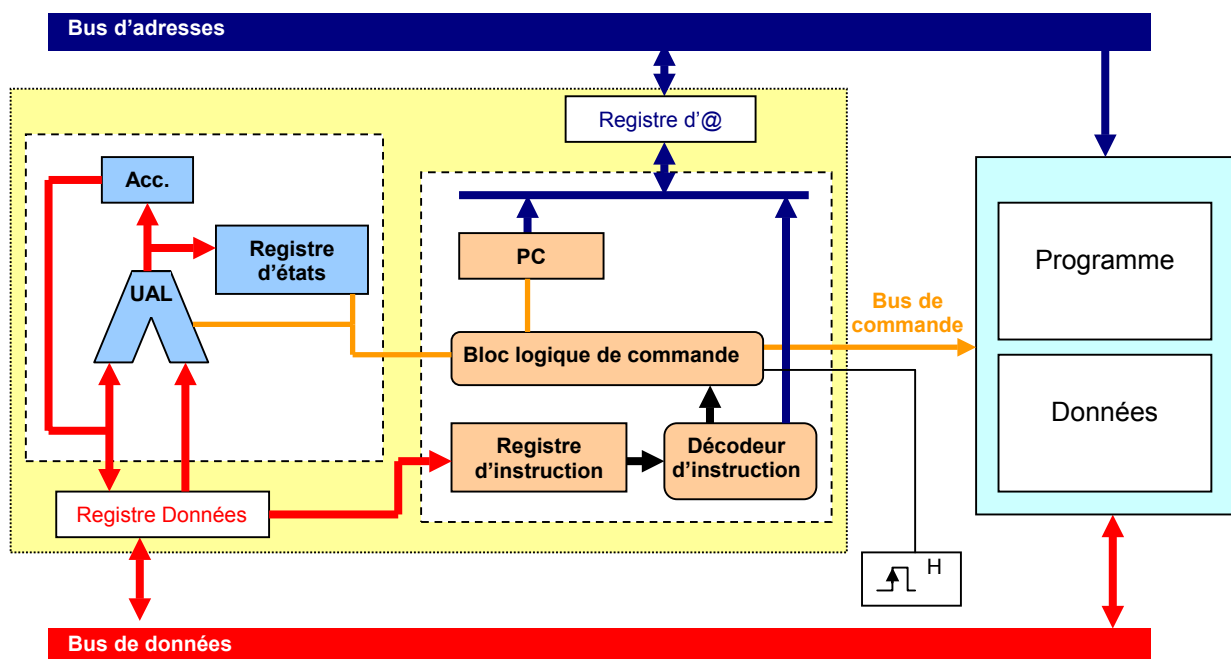 Bus d’adresses
Registre d’@
Acc.
Registre
d’états
UAL
PC
Bus de
commande
Programme
Bloc logique de commande
Données
Registre
d’instruction
Décodeur
d’instruction
Registre Données
H
Bus de données